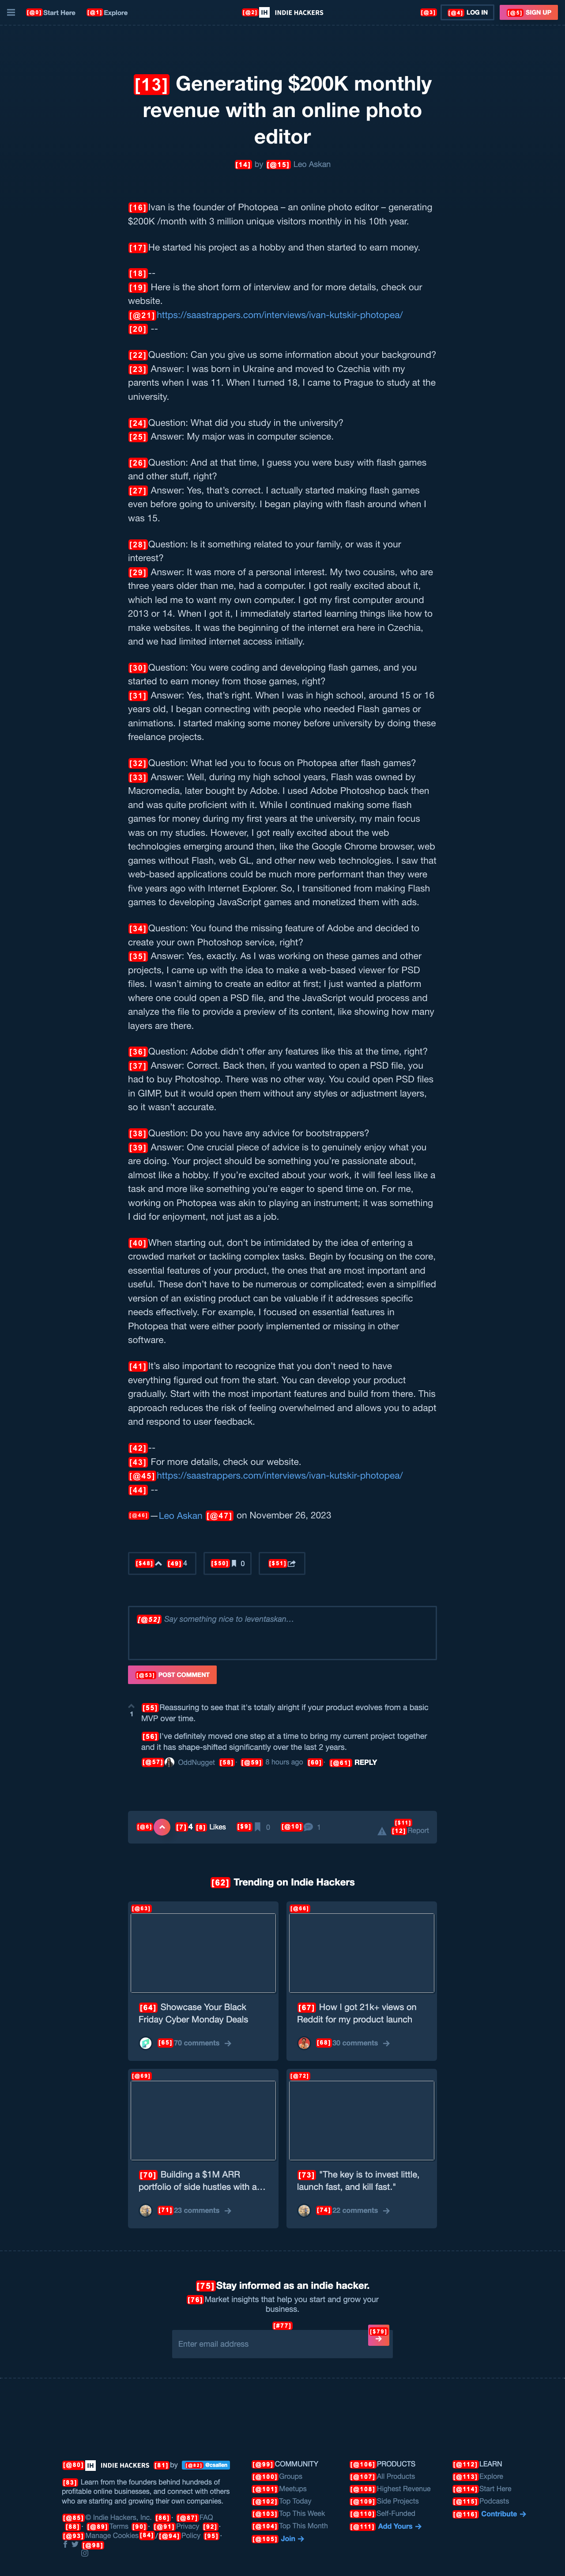 [@0] Start Here [@1] Explore [@2] IH INDIE HACKERS [@3] [@4] LOG IN [@5] SIGN UP
[13] Generating $200K monthly
revenue with an online photo
editor
[14] by [@15] Leo Askan
[16] Ivan is the founder of Photopea – an online photo editor – generating
$200K /month with 3 million unique visitors monthly in his 10th year.
[17] He started his project as a hobby and then started to earn money.
[18] --
[19] Here is the short form of interview and for more details, check our
website.
[@21] https://saastrappers.com/interviews/ivan-kutskir-photopea/
[20] --
[22] Question: Can you give us some information about your background?
[23] Answer: I was born in Ukraine and moved to Czechia with my
parents when I was 11. When I turned 18, I came to Prague to study at the
university.
[24] Question: What did you study in the university?
[25] Answer: My major was in computer science.
[26] Question: And at that time, I guess you were busy with flash games
and other stuff, right?
[27] Answer: Yes, that's correct. I actually started making flash games
even before going to university. I began playing with flash around when I
was 15.
[28] Question: Is it something related to your family, or was it your
interest?
[29] Answer: It was more of a personal interest. My two cousins, who are
three years older than me, had a computer. I got really excited about it,
which led me to want my own computer. I got my first computer around
2013 or 14. When I got it, I immediately started learning things like how to
make websites. It was the beginning of the internet era here in Czechia,
and we had limited internet access initially.
[30] Question: You were coding and developing flash games, and you
started to earn money from those games, right?
[31] Answer: Yes, that's right. When I was in high school, around 15 or 16
years old, I began connecting with people who needed Flash games or
animations. I started making some money before university by doing these
freelance projects.
[32] Question: What led you to focus on Photopea after flash games?
[33] Answer: Well, during my high school years, Flash was owned by
Macromedia, later bought by Adobe. I used Adobe Photoshop back then
and was quite proficient with it. While I continued making some flash
games for money during my first years at the university, my main focus
was on my studies. However, I got really excited about the web
technologies emerging around then, like the Google Chrome browser, web
games without Flash, web GL, and other new web technologies. I saw that
web-based applications could be much more performant than they were
five years ago with Internet Explorer. So, I transitioned from making Flash
games to developing JavaScript games and monetized them with ads.
[34] Question: You found the missing feature of Adobe and decided to
create your own Photoshop service, right?
[35] Answer: Yes, exactly. As I was working on these games and other
projects, I came up with the idea to make a web-based viewer for PSD
files. I wasn't aiming to create an editor at first; I just wanted a platform
where one could open a PSD file, and the JavaScript would process and
analyze the file to provide a preview of its content, like showing how many
layers are there.
[36] Question: Adobe didn't offer any features like this at the time, right?
[37] Answer: Correct. Back then, if you wanted to open a PSD file, you
had to buy Photoshop. There was no other way. You could open PSD files
in GIMP, but it would open them without any styles or adjustment layers,
so it wasn't accurate.
[38] Question: Do you have any advice for bootstrappers?
[39] Answer: One crucial piece of advice is to genuinely enjoy what you
are doing. Your project should be something you're passionate about,
almost like a hobby. If you're excited about your work, it will feel less like a
task and more like something you're eager to spend time on. For me,
working on Photopea was akin to playing an instrument; it was something
I did for enjoyment, not just as a job.
[40] When starting out, don't be intimidated by the idea of entering a
crowded market or tackling complex tasks. Begin by focusing on the core,
essential features of your product, the ones that are most important and
useful. These don't have to be numerous or complicated; even a simplified
version of an existing product can be valuable if it addresses specific
needs effectively. For example, I focused on essential features in
Photopea that were either poorly implemented or missing in other
software.
[41] It's also important to recognize that you don't need to have
everything figured out from the start. You can develop your product
gradually. Start with the most important features and build from there. This
approach reduces the risk of feeling overwhelmed and allows you to adapt
and respond to user feedback.
[42] --
[43] For more details, check our website.
[@45] https://saastrappers.com/interviews/ivan-kutskir-photopea/
[44] --
[@46] — Leo Askan [@47] on November 26, 2023
[$48] [49] 4 [$50] 0 [$51]
[@52] Say something nice to leventaskan…
[@53] POST COMMENT
1
[55] Reassuring to see that it's totally alright if your product evolves from a basic
MVP over time.
[56] I've definitely moved one step at a time to bring my current project together
and it has shape-shifted significantly over the last 2 years.
[@57] OddNugget [58] · [@59] 8 hours ago [60] · [@61] REPLY
[@6] [7] 4 [8] Likes [$9] 0 [@10] 1 [$11]
[12] Report
[62] Trending on Indie Hackers
[@63] [@66]
[64] Showcase Your Black
Friday Cyber Monday Deals
[65] 70 comments →
[67] How I got 21k+ views on
Reddit for my product launch
[68] 30 comments →
[@69] [@72]
[70] Building a $1M ARR
portfolio of side hustles with a…
[71] 23 comments →
[73] "The key is to invest little,
launch fast, and kill fast."
[74] 22 comments →
[75] Stay informed as an indie hacker.
[76] Market insights that help you start and grow your
business.
[#77]
Enter email address [$79] →
[@80] IH INDIE HACKERS [81] by [@82] @csallen
[83] Learn from the founders behind hundreds of
profitable online businesses, and connect with others
who are starting and growing their own companies.
[@85] © Indie Hackers, Inc. [86] · [@87] FAQ
[88] · [@89] Terms [90] · [@91] Privacy [92] ·
[@93] Manage Cookies [84] / [@94] Policy [95] ·
[@98]
[@99] COMMUNITY
[@100] Groups
[@101] Meetups
[@102] Top Today
[@103] Top This Week
[@104] Top This Month
[@105] Join →
[@106] PRODUCTS
[@107] All Products
[@108] Highest Revenue
[@109] Side Projects
[@110] Self-Funded
[@111] Add Yours →
[@112] LEARN
[@113] Explore
[@114] Start Here
[@115] Podcasts
[@116] Contribute →